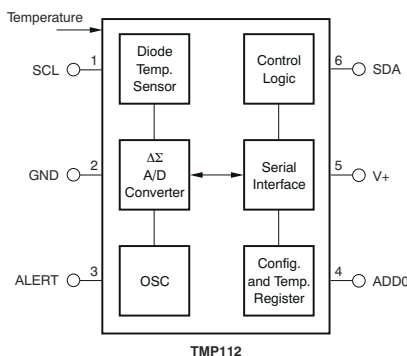 Temperature
SCL
1
Diode
Temp.
Sensor
Control
Logic
6
SDA
GND
2
ΔΣ
A/D
Converter
Serial
Interface
5
V+
ALERT
3
OSC
Config.
and Temp.
Register
4
ADD0
TMP112